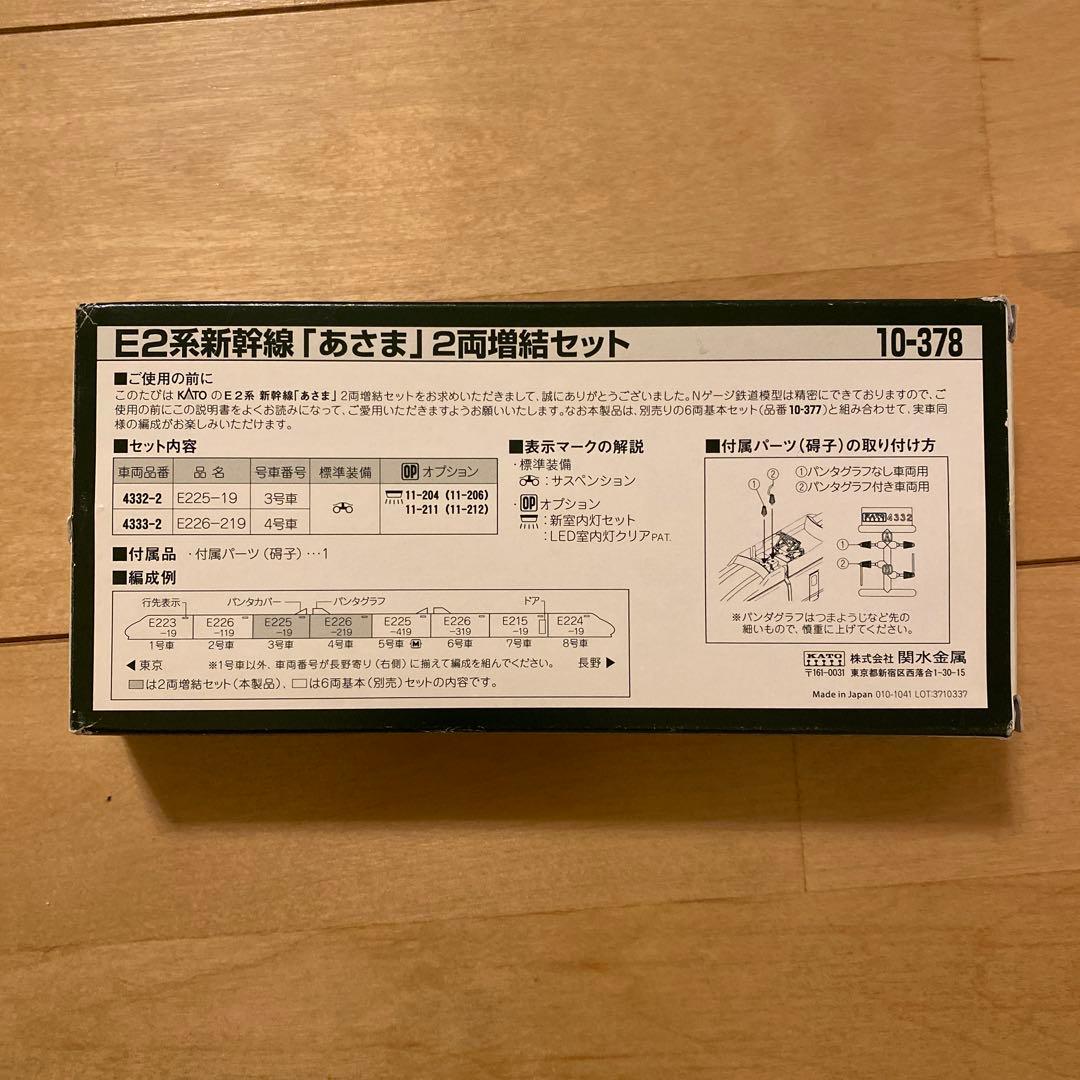 E2系新幹線「あさま」2両増結セット 10-378
■ご使用の前に
このたびは KATO の E2系 新幹線「あさま」2両増結セットをお求めいただきまして、誠にありがとうございました。Nゲージ鉄道模型は精密にできておりますので、ご
使用の前にこの説明書をよくお読みになって、ご愛用いただきますようお願いいたします。なお本製品は、別売りの6両基本セット(品番10-377)と組み合わせて、実車同
様の編成がお楽しみいただけます。
■セット内容
車両品番 品 名 号車番号 標準装備 OP オプション
4332-2 E225-19 3号車 11-204 (11-206)
4333-2 E226-219 4号車 11-211 (11-212)
■付属品 ・付属パーツ(碍子)…1
■編成例
行先表示 パンタカバー パンタグラフ ドア
E223 E226 E225 E226 E225 E226 E215 E224
-19 -119 -19 -219 -419 -319 -19 -19
1号車 2号車 3号車 4号車 5号車 M 6号車 7号車 8号車
◀東京 ※1号車以外、車両番号が長野寄り(右側)に揃えて編成を組んでください。 長野▶
は2両増結セット(本製品)、は6両基本(別売)セットの内容です。
■表示マークの解説
・標準装備
:サスペンション
・OPオプション
:新室内灯セット
:LED室内灯クリアPAT.
■付属パーツ(碍子)の取り付け方
①パンタグラフなし車両用
②パンタグラフ付き車両用
① ②
KATO 4332
①
②
※パンタグラフはつまようじなど先の
細いもので、慎重に上げてください。
KATO 株式会社 関水金属
〒161-0031 東京都新宿区西落合1-30-15
Made in Japan 010-1041 LOT:3710337